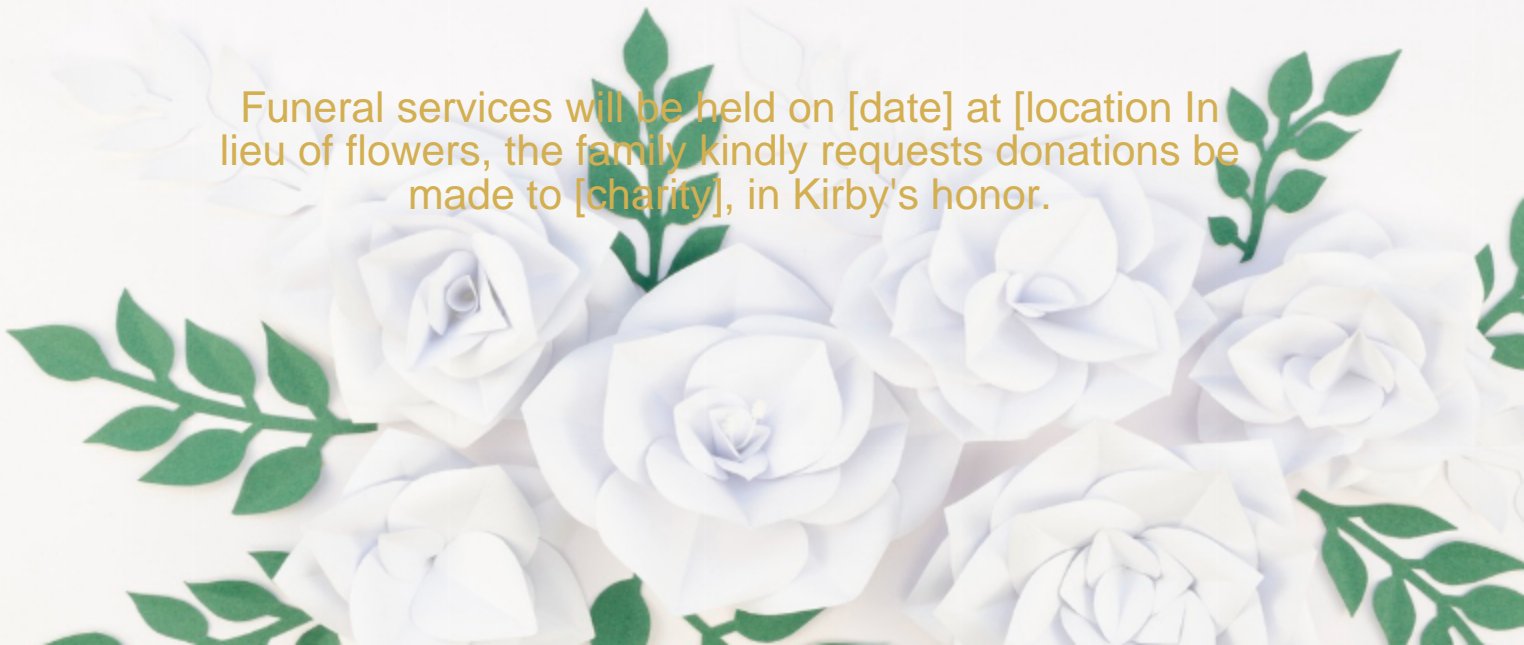 Funeral services will be held on [date] at [location In
lieu of flowers, the family kindly requests donations be
made to [charity], in Kirby's honor.